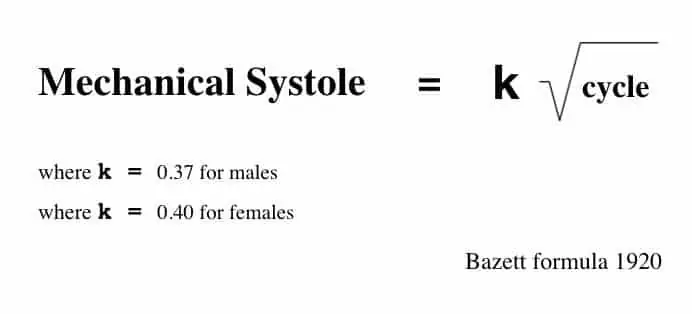 Mechanical Systole = k √cycle
where k = 0.37 for males
where k = 0.40 for females
Bazett formula 1920